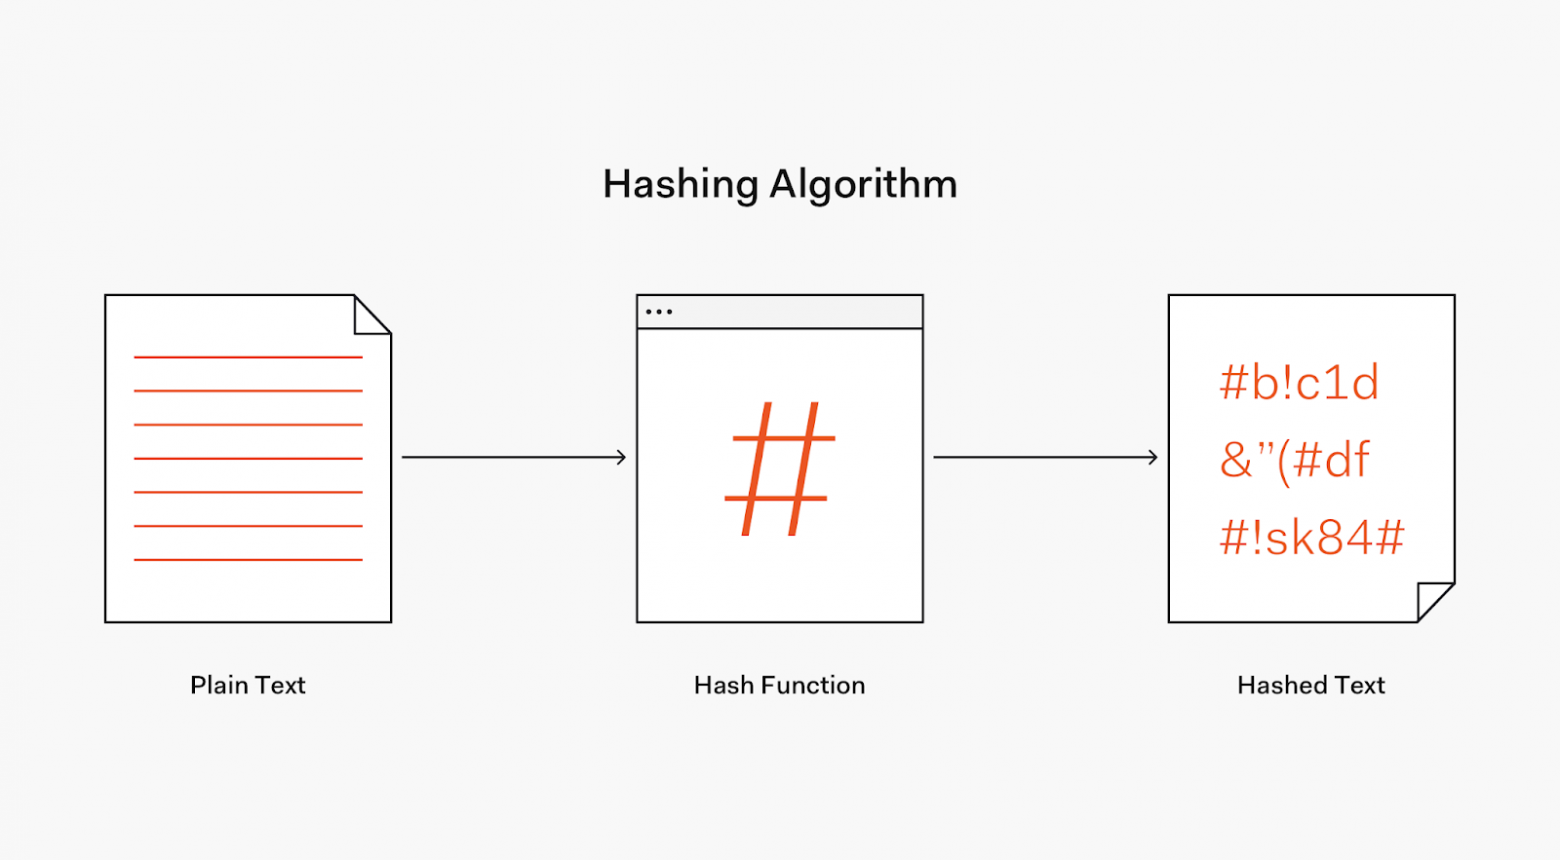 Hashing Algorithm
#
#b!c1d
&”(#df
#!sk84#
Plain Text
Hash Function
Hashed Text